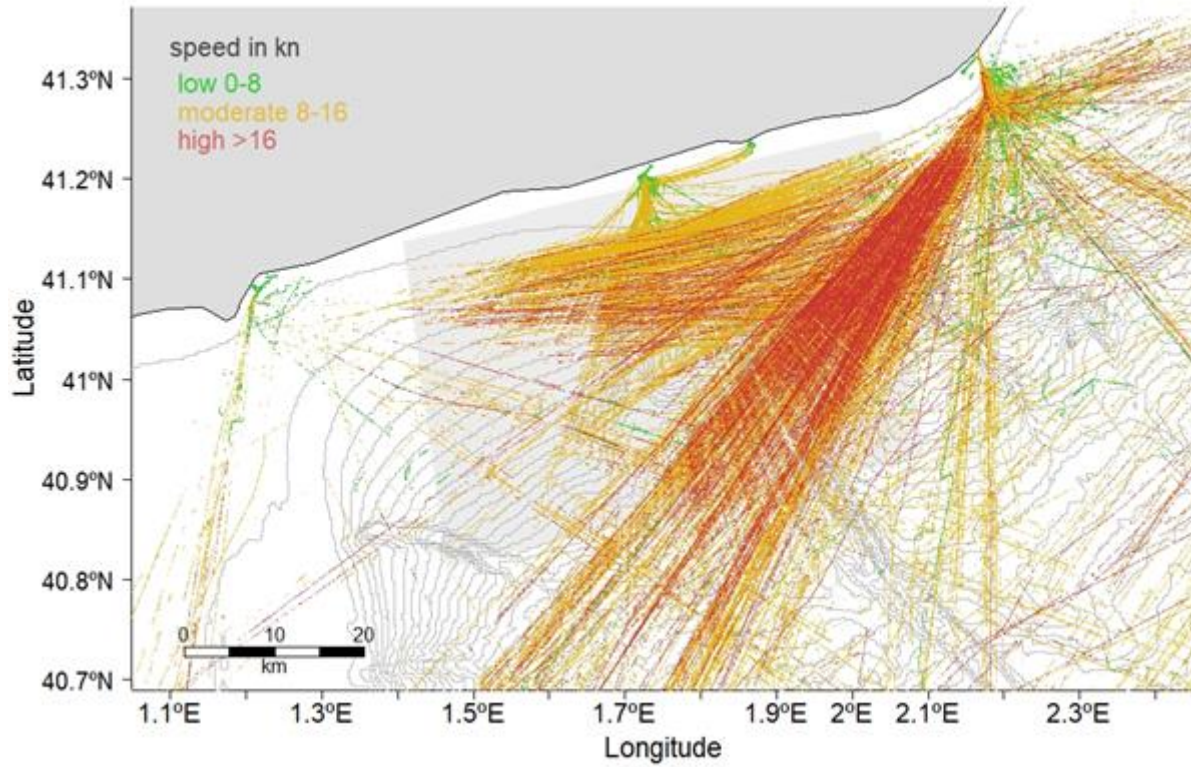 speed in kn
low 0-8
moderate 8-16
high >16
41.3ºN
41.2ºN
41.1ºN
41ºN
40.9ºN
40.8ºN
40.7ºN
Latitude
0 10 20
km
1.1ºE 1.3ºE 1.5ºE 1.7ºE 1.9ºE 2ºE 2.1ºE 2.3ºE
Longitude